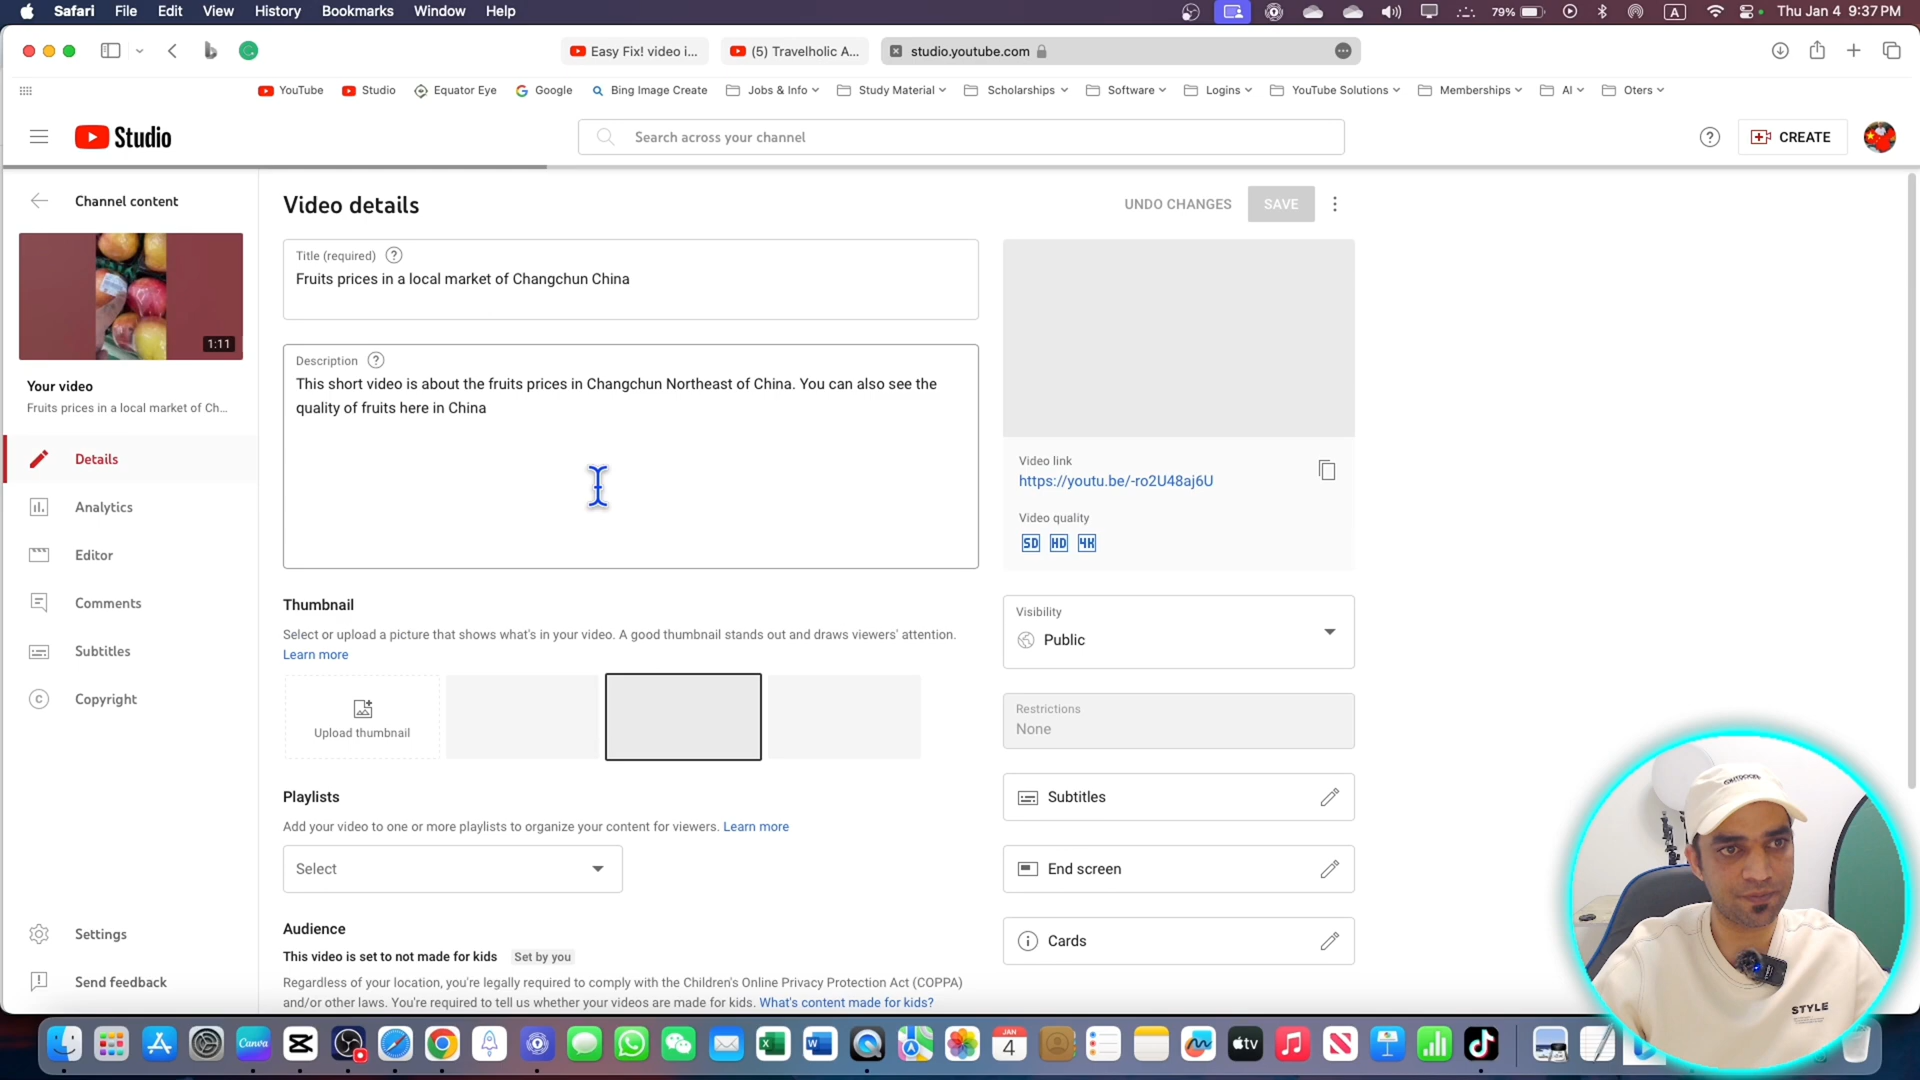 Safari File Edit View History Bookmarks Window Help
79% A Thu Jan 4 9:37 PM
Easy Fix! video i... (5) Travelholic A... studio.youtube.com
YouTube Studio Equator Eye Google Bing Image Create Jobs & Info Study Material Scholarships Software Logins YouTube Solutions Memberships AI Oters
Studio
Search across your channel
CREATE
Channel content
1:11
Your video
Fruits prices in a local market of Ch...
Details
Analytics
Editor
Comments
Subtitles
Copyright
Settings
Send feedback
Video details
UNDO CHANGES SAVE
Title (required)
Fruits prices in a local market of Changchun China
Description
This short video is about the fruits prices in Changchun Northeast of China. You can also see the
quality of fruits here in China
Thumbnail
Select or upload a picture that shows what's in your video. A good thumbnail stands out and draws viewers' attention.
Learn more
Upload thumbnail
Playlists
Add your video to one or more playlists to organize your content for viewers. Learn more
Select
Audience
This video is set to not made for kids Set by you
Regardless of your location, you're legally required to comply with the Children's Online Privacy Protection Act (COPPA)
and/or other laws. You're required to tell us whether your videos are made for kids. What's content made for kids?
Video link
https://youtu.be/-ro2U48aj6U
Video quality
SD HD 4K
Visibility
Public
Restrictions
None
Subtitles
End screen
Cards
OUTDOORS
STYLE
Canva
JAN
4
tv